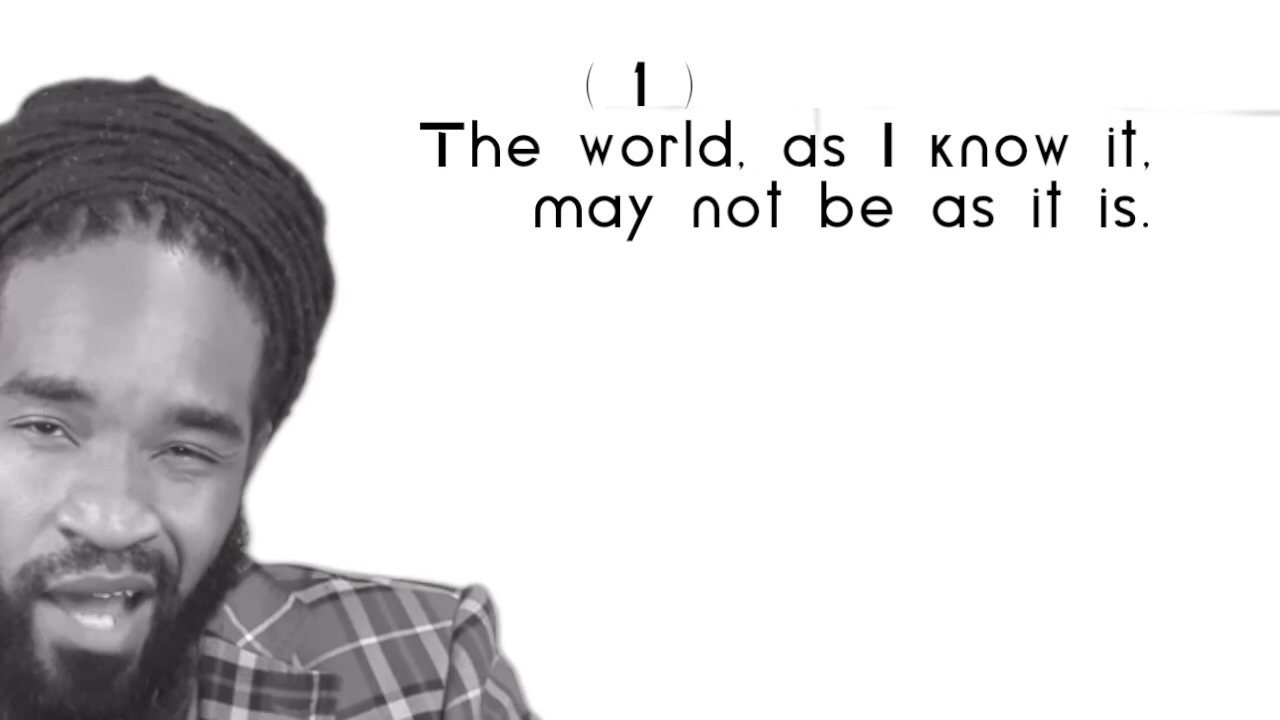 ( 1 )
The world, as I know it,
may not be as it is.